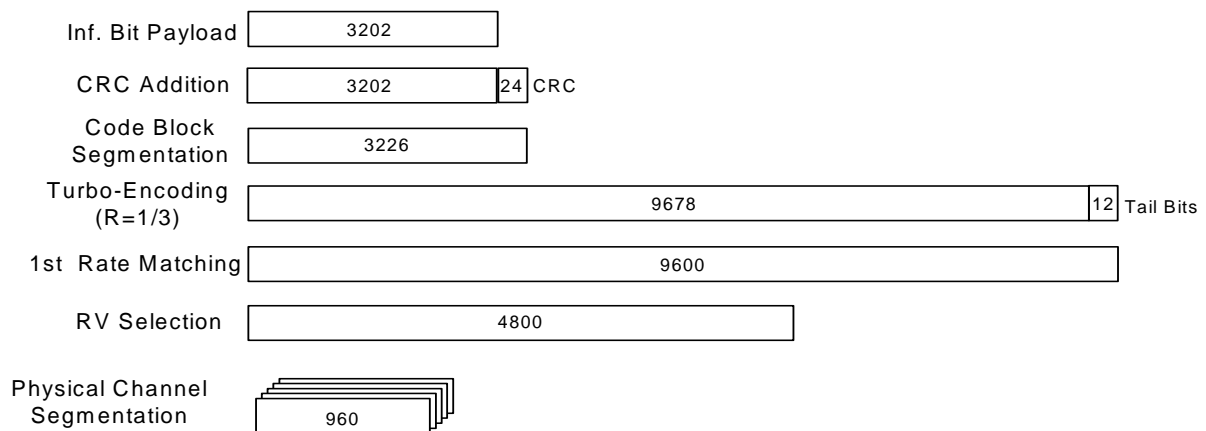 Inf. Bit Payload 3202
CRC Addition 3202 24 CRC
Code Block
Segmentation 3226
Turbo-Encoding
(R=1/3) 9678 12 Tail Bits
1st Rate Matching 9600
RV Selection 4800
Physical Channel
Segmentation 960